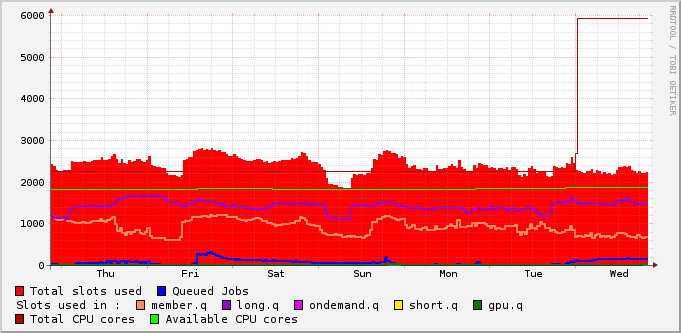 RRDTOOL / TOBI OETIKER
6000
5000
4000
3000
2000
1000
0
Thu Fri Sat Sun Mon Tue Wed
Total slots used Queued Jobs
Slots used in : member.q long.q ondemand.q short.q gpu.q
Total CPU cores Available CPU cores